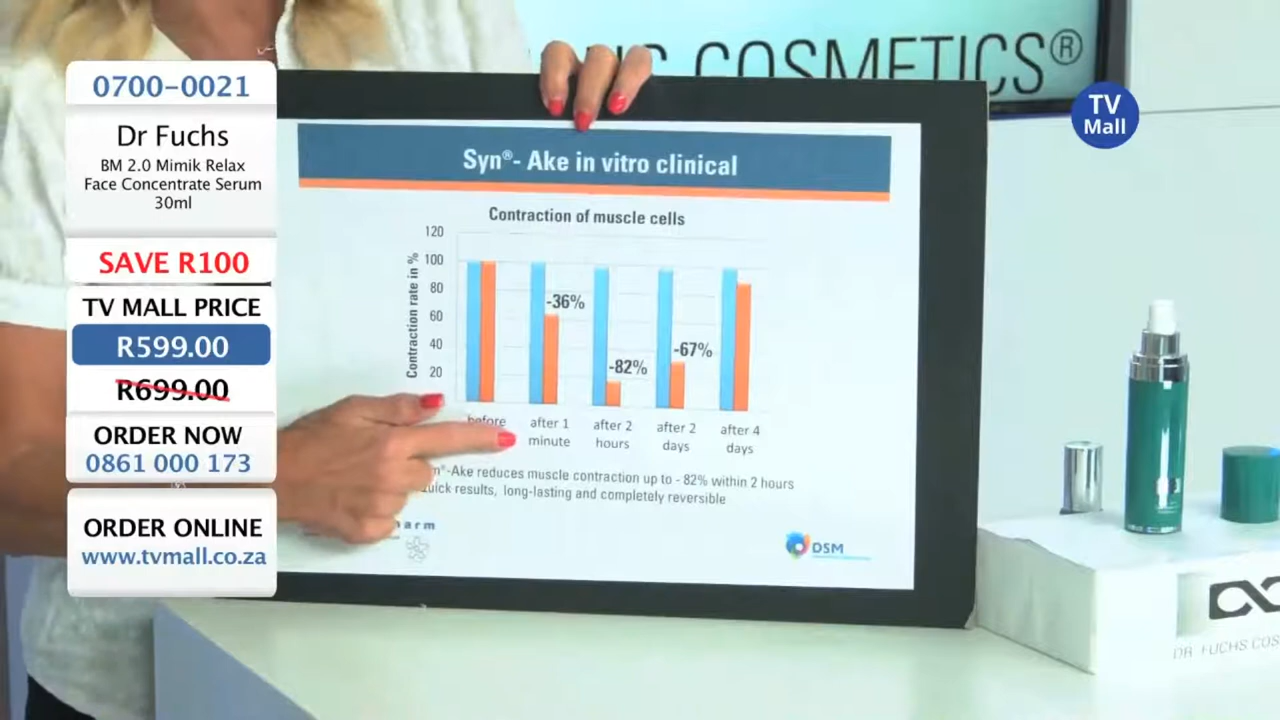 0700-0021
Dr Fuchs
BM 2.0 Mimik Relax
Face Concentrate Serum
30ml
SAVE R100
TV MALL PRICE
R599.00
R699.00
ORDER NOW
0861 000 173
ORDER ONLINE
www.tvmall.co.za
COSMETICS®
TV
Mall
Syn®- Ake in vitro clinical
Contraction of muscle cells
Contraction rate in %
120
100
80
60
40
20
-36%
-82%
-67%
before
after 1
minute
after 2
hours
after 2
days
after 4
days
-Ake reduces muscle contraction up to - 82% within 2 hours
results, long-lasting and completely reversible
DSM
DR FUCHS COS